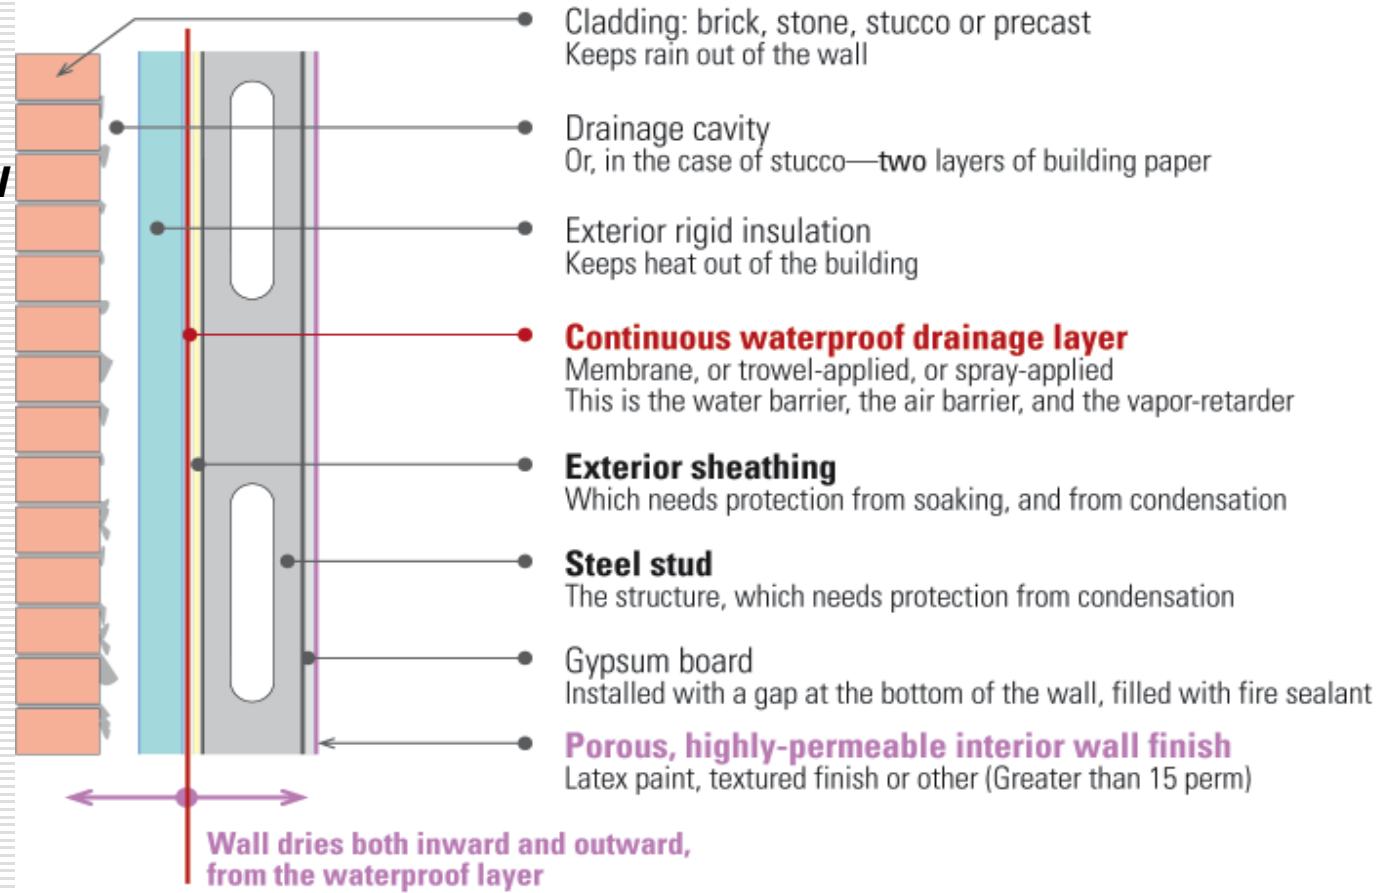 Cladding: brick, stone, stucco or precast
Keeps rain out of the wall
Drainage cavity
Or, in the case of stucco—two layers of building paper
Exterior rigid insulation
Keeps heat out of the building
Continuous waterproof drainage layer
Membrane, or trowel-applied, or spray-applied
This is the water barrier, the air barrier, and the vapor-retarder
Exterior sheathing
Which needs protection from soaking, and from condensation
Steel stud
The structure, which needs protection from condensation
Gypsum board
Installed with a gap at the bottom of the wall, filled with fire sealant
Porous, highly-permeable interior wall finish
Latex paint, textured finish or other (Greater than 15 perm)
Wall dries both inward and outward,
from the waterproof layer